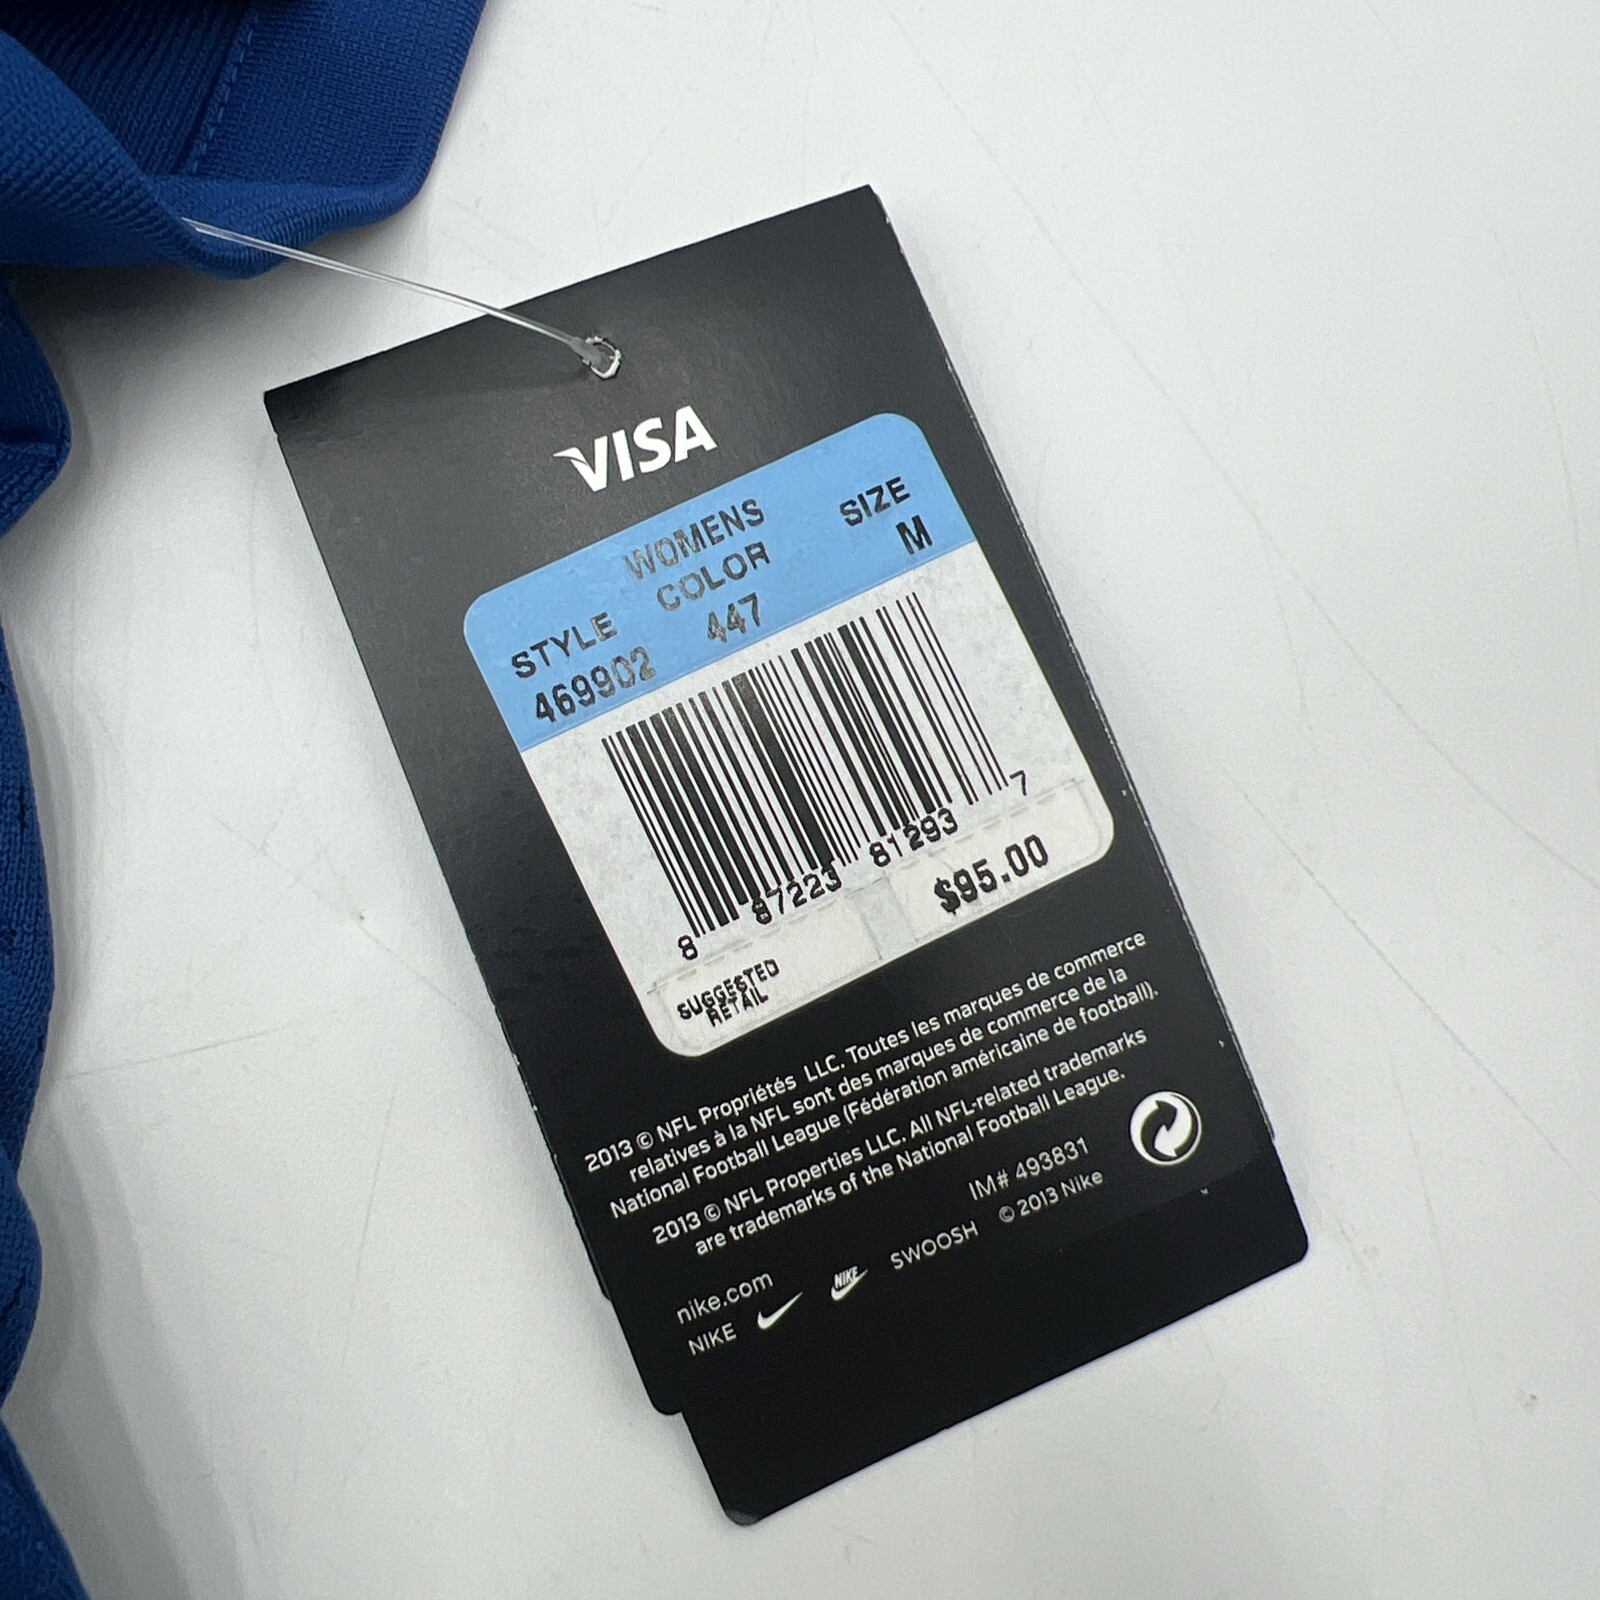 VISA
WOMENS
STYLE COLOR SIZE
469902 447 M
8 87223 81293 7
SUGGESTED
RETAIL
$95.00
2013 © NFL Propriétés LLC. Toutes les marques de commerce
relatives à la NFL sont des marques de commerce de la
National Football League (Fédération américaine de football).
2013 © NFL Properties LLC. All NFL-related trademarks
are trademarks of the National Football League.
IM# 493831
nike.com
NIKE NIKE SWOOSH © 2013 Nike